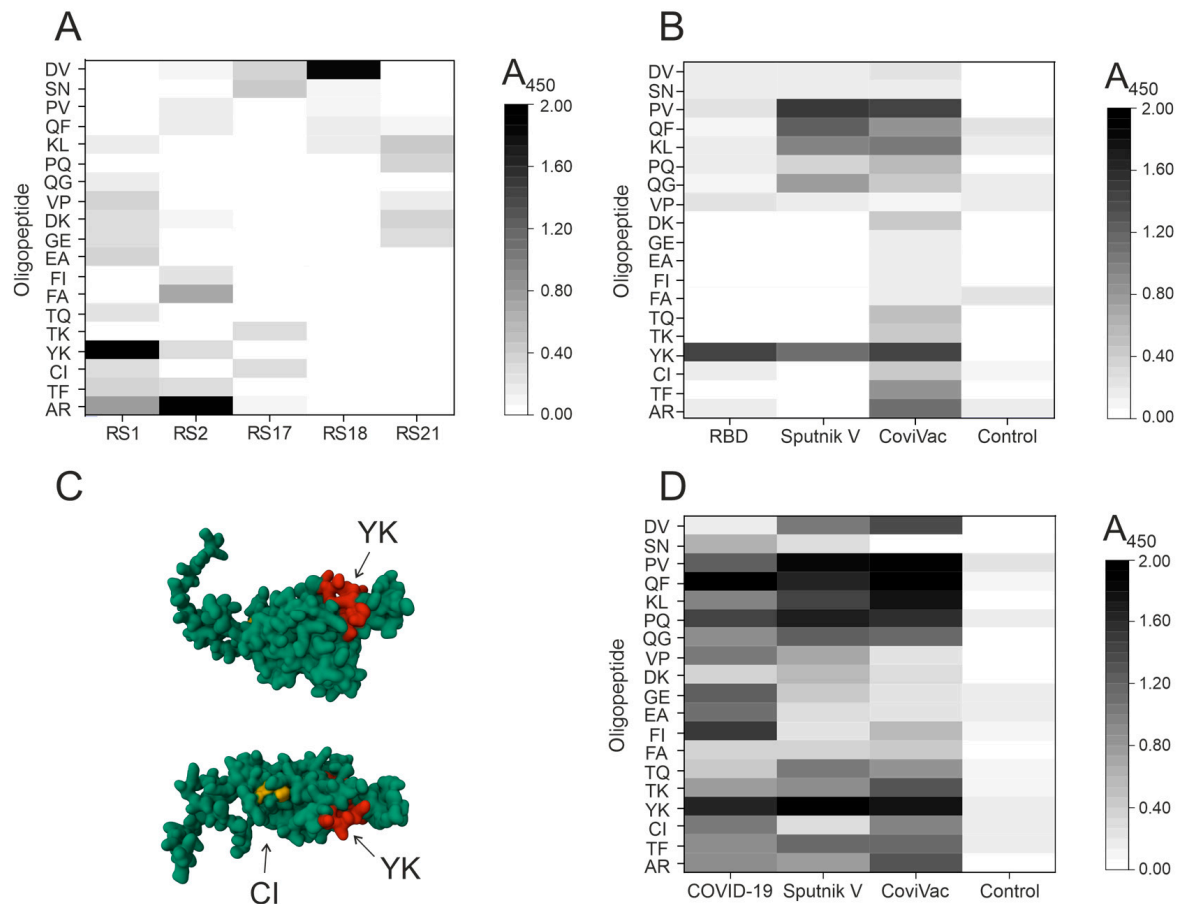 A
Oligopeptide
DV
SN
PV
QF
KL
PQ
QG
VP
DK
GE
EA
FI
FA
TQ
TK
YK
CI
TF
AR
RS1 RS2 RS17 RS18 RS21
A450
2.00
1.60
1.20
0.80
0.40
0.00
B
Oligopeptide
DV
SN
PV
QF
KL
PQ
QG
VP
DK
GE
EA
FI
FA
TQ
TK
YK
CI
TF
AR
RBD Sputnik V CoviVac Control
A450
2.00
1.60
1.20
0.80
0.40
0.00
C
YK
CI
YK
D
Oligopeptide
DV
SN
PV
QF
KL
PQ
QG
VP
DK
GE
EA
FI
FA
TQ
TK
YK
CI
TF
AR
COVID-19 Sputnik V CoviVac Control
A450
2.00
1.60
1.20
0.80
0.40
0.00